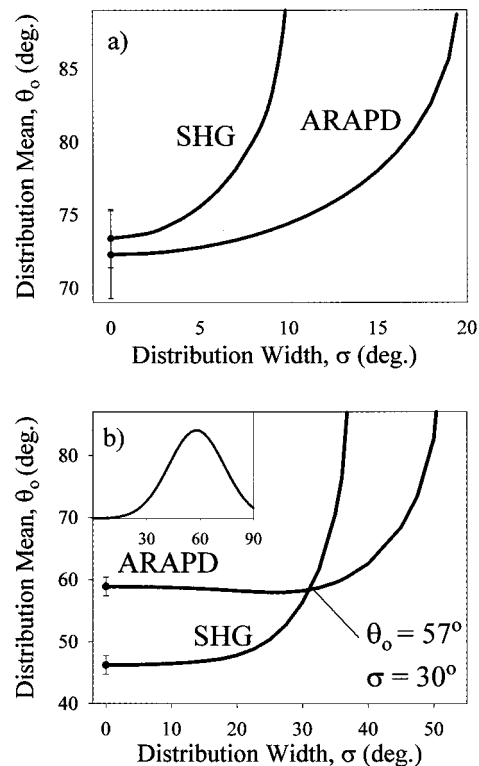 a)
SHG
ARAPD
Distribution Mean, θo (deg.)
85
80
75
70
0
5
10
15
20
Distribution Width, σ (deg.)
b)
30
60
90
ARAPD
SHG
θo = 57o
σ = 30o
Distribution Mean, θo (deg.)
80
70
60
50
40
0
10
20
30
40
50
Distribution Width, σ (deg.)